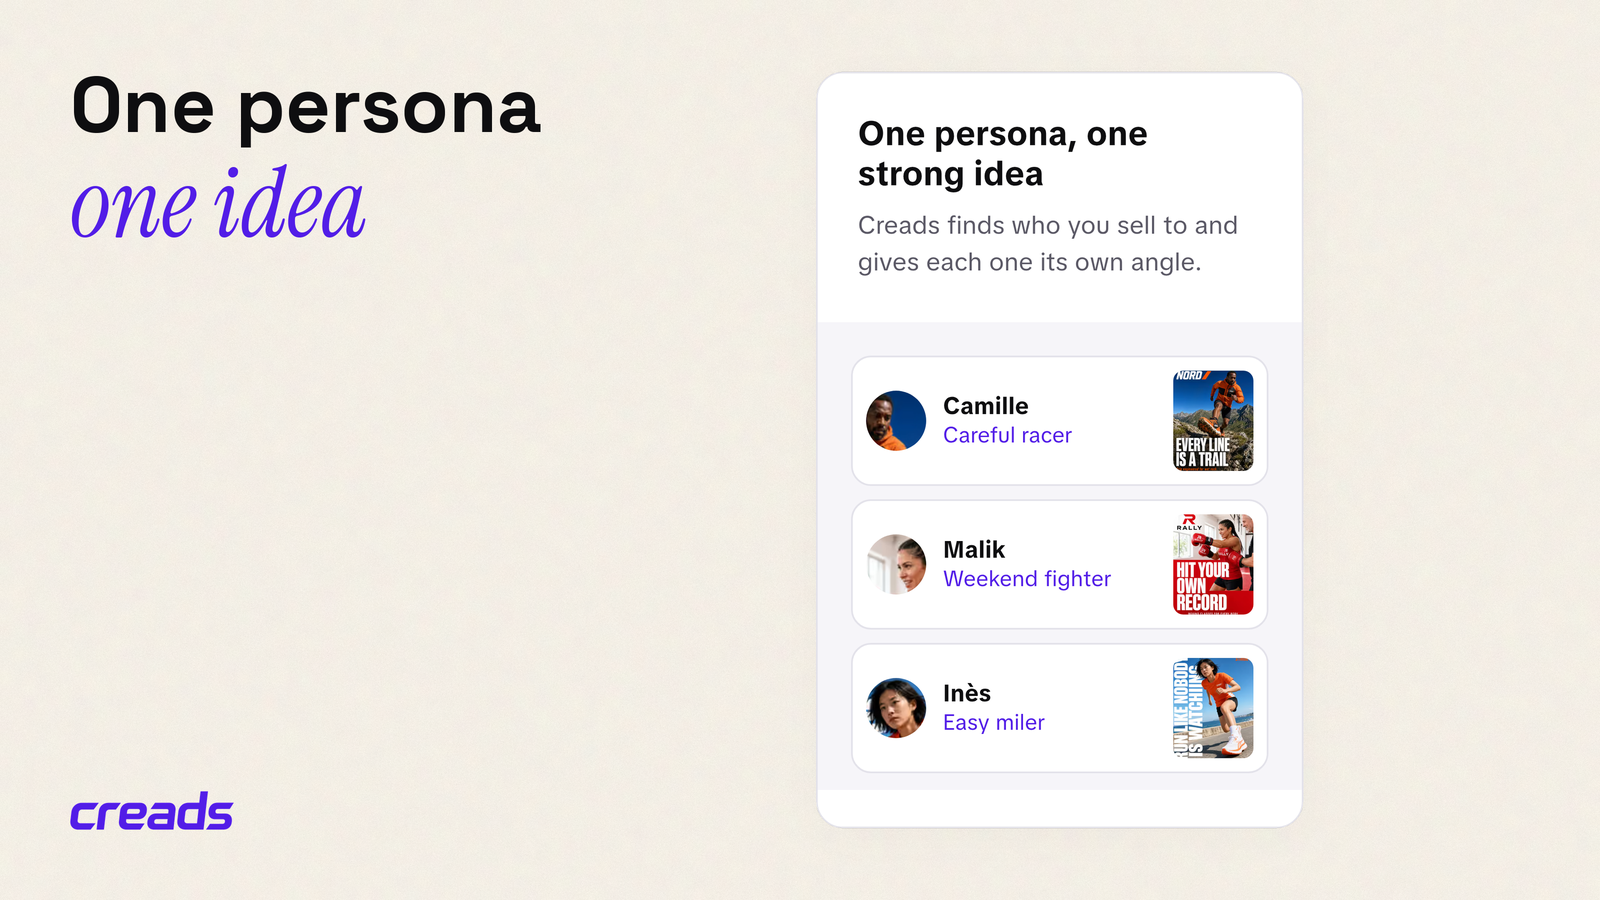 One persona
one idea
creads
One persona, one
strong idea
Creads finds who you sell to and
gives each one its own angle.
Camille
Careful racer
NORD
EVERY LINE
IS A TRAIL
Malik
Weekend fighter
RALLY
HIT YOUR
OWN
RECORD
Inès
Easy miler
RUN LIKE NOBODY
IS WATCHING